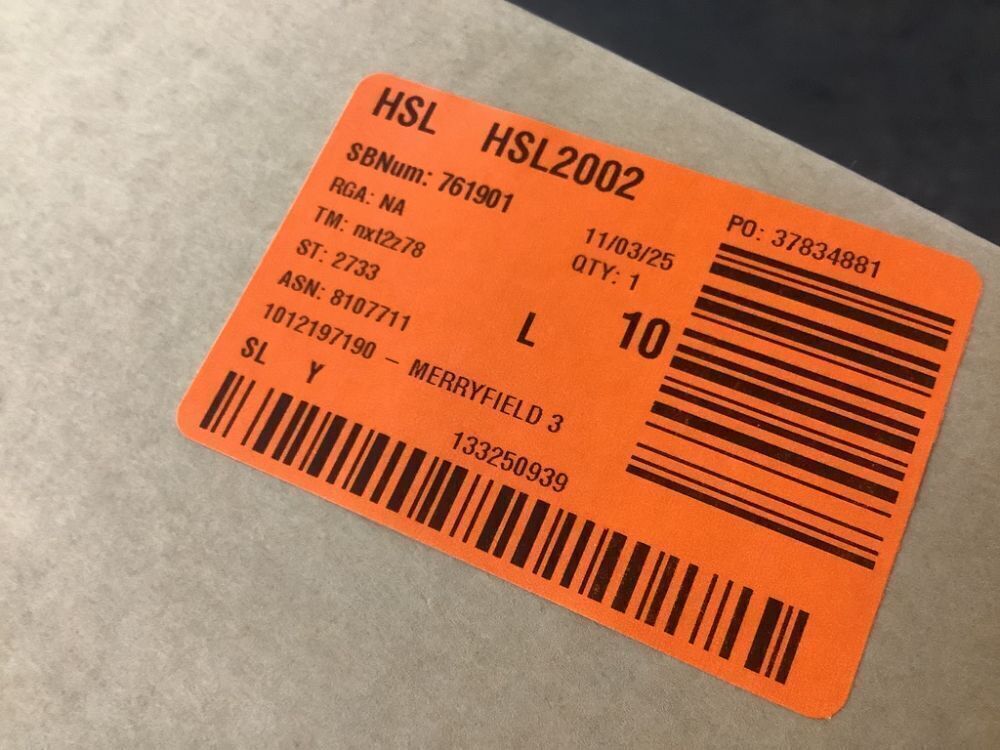 HSL HSL2002
SBNum: 761901
RGA: NA
TM: nxt2z78
ST: 2733
ASN: 8107711
1012197190 – MERRYFIELD 3
SL Y
133250939
11/03/25
QTY: 1
L 10
PO: 37834881